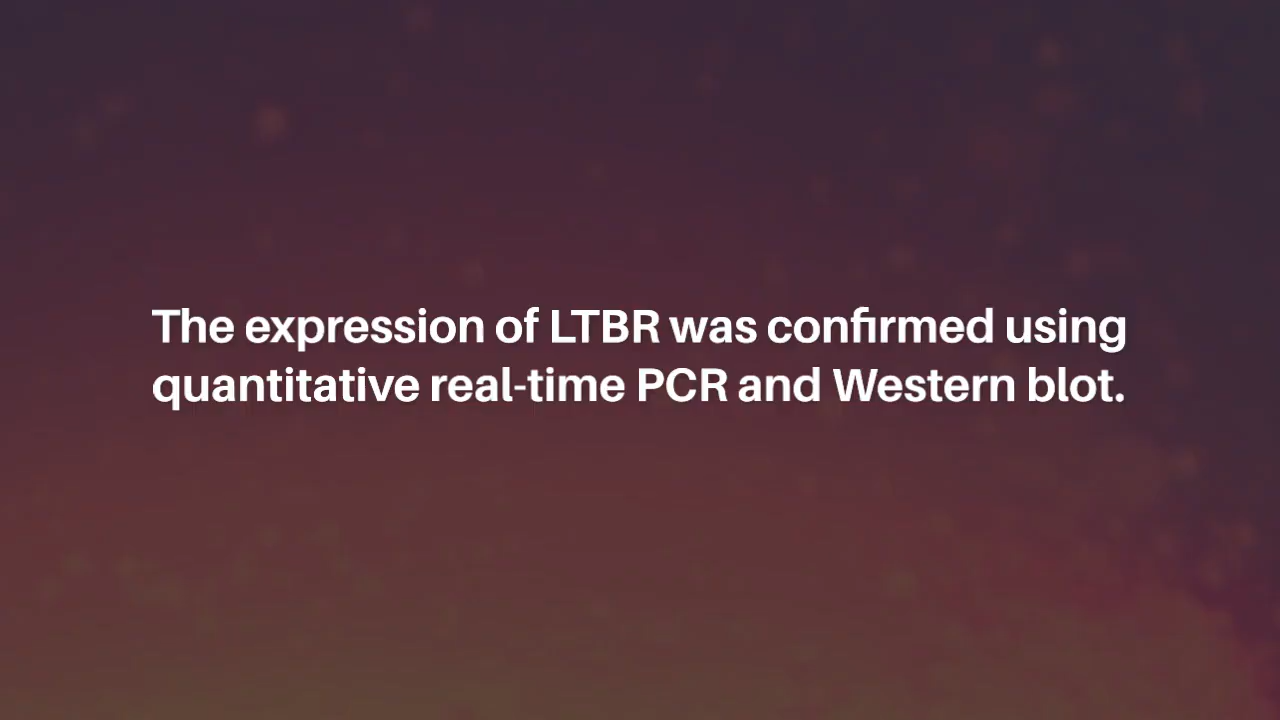 The expression of LTBR was confirmed using
quantitative real-time PCR and Western blot.